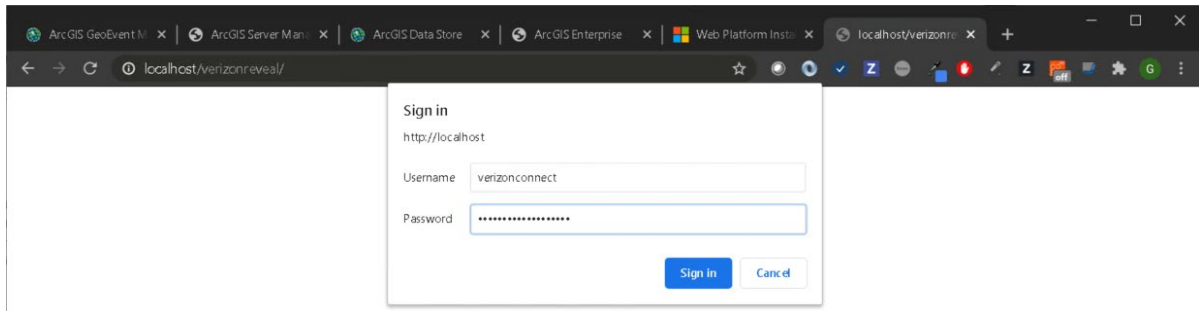 ArcGIS GeoEvent M
ArcGIS Server Mana
ArcGIS Data Store
ArcGIS Enterprise
Web Platform Insta
localhost/verizonre
localhost/verizonreveal/
Z
Z
off
G
Sign in
http://localhost
Username verizonconnect
Password •••••••••••••••••••
Sign in Cancel